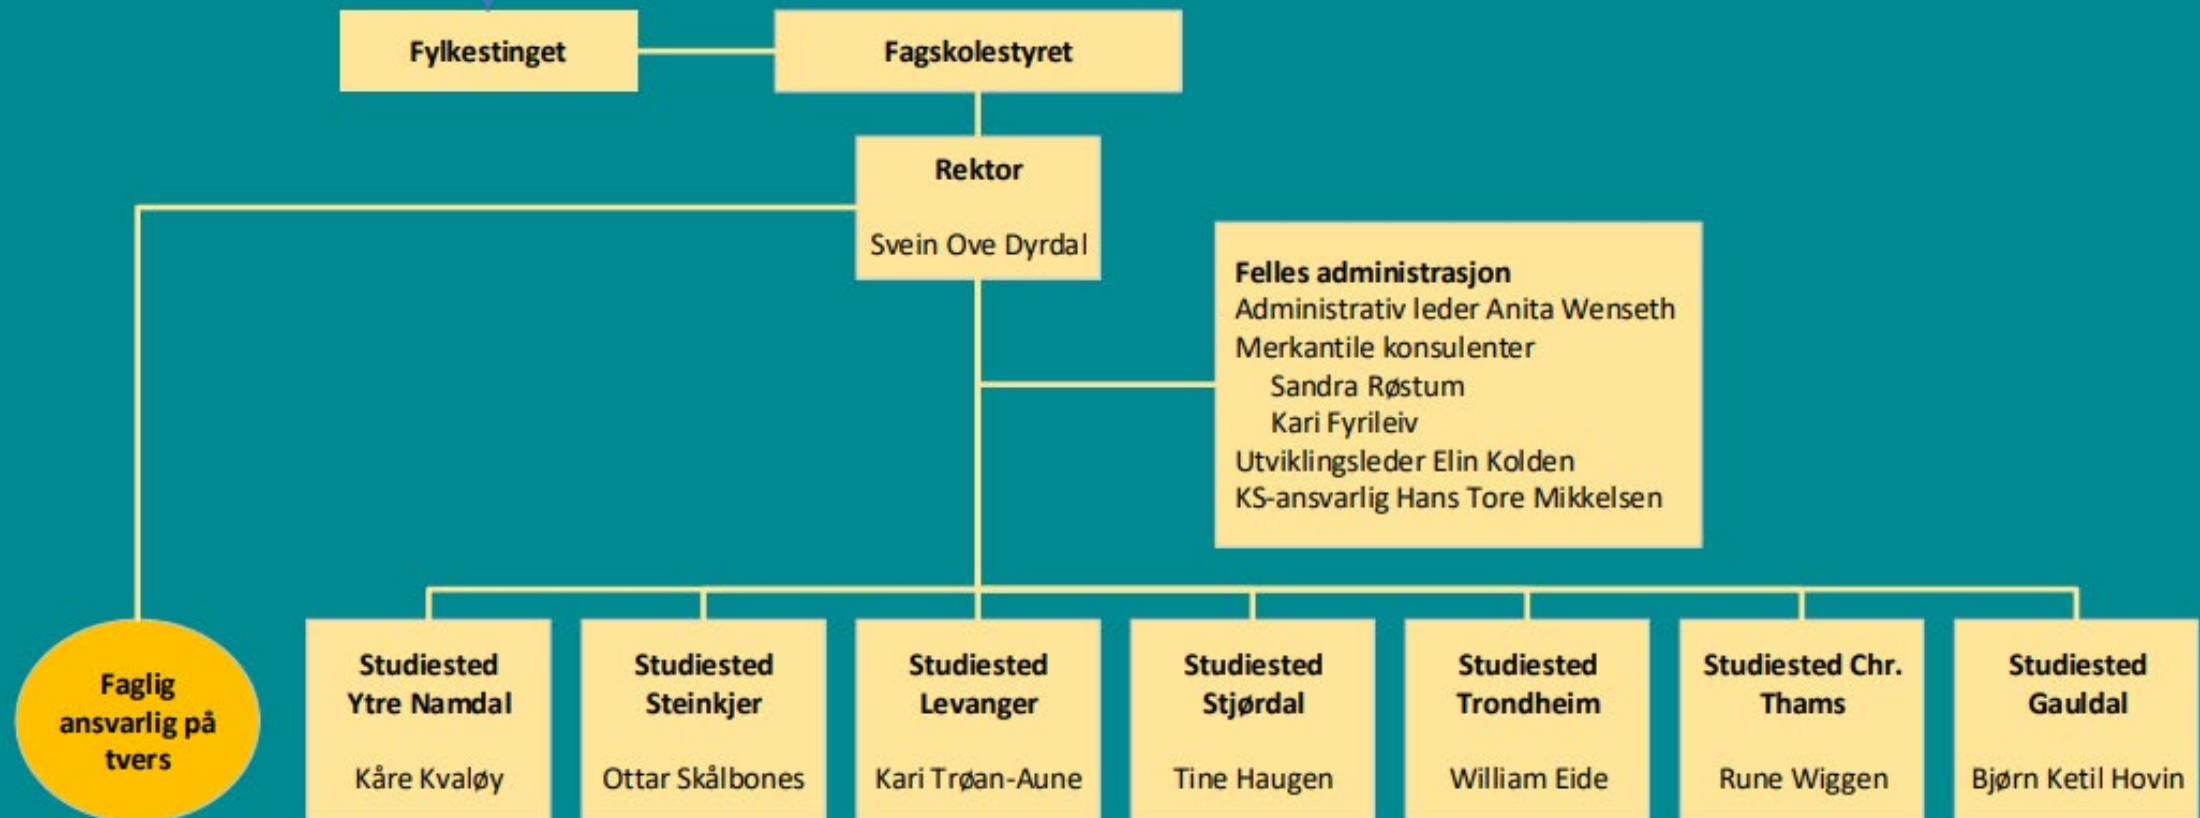 Fylkestinget
Fagskolestyret
Rektor
Svein Ove Dyrdal
Felles administrasjon
Administrativ leder Anita Wenseth
Merkantile konsulenter
Sandra Røstum
Kari Fyrileiv
Utviklingsleder Elin Kolden
KS-ansvarlig Hans Tore Mikkelsen
Faglig
ansvarlig på
tvers
Studiested
Ytre Namdal
Kåre Kvaløy
Studiested
Steinkjer
Ottar Skålbones
Studiested
Levanger
Kari Trøan-Aune
Studiested
Stjørdal
Tine Haugen
Studiested
Trondheim
William Eide
Studiested Chr.
Thams
Rune Wiggen
Studiested
Gauldal
Bjørn Ketil Hovin